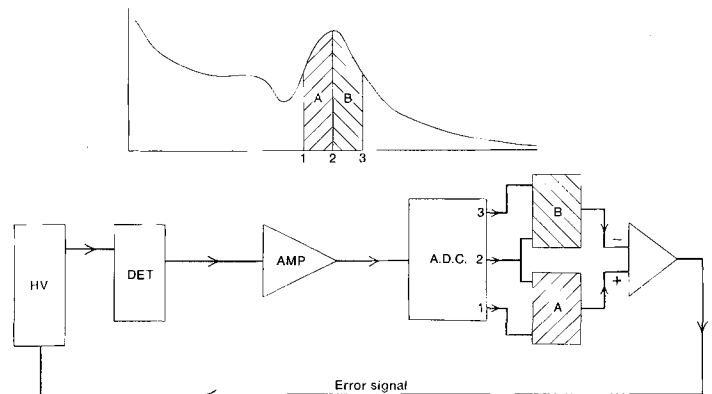 A B
1 2 3
HV
DET
AMP
A.D.C.
3
2
1
B
A
−
+
Error signal